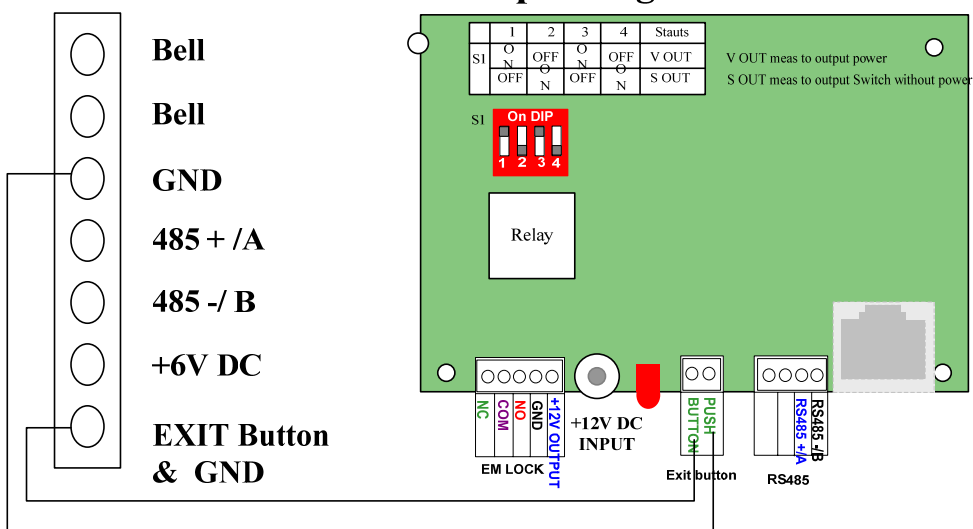 Bell
Bell
GND
485 + /A
485 -/ B
+6V DC
EXIT Button
& GND
1 2 3 4 Stauts
S1 ON OFF ON OFF V OUT
OFF ON OFF ON S OUT
V OUT meas to output power
S OUT meas to output Switch without power
S1
On DIP
1 2 3 4
Relay
NC
COM
NO
GND
+12V OUTPUT
EM LOCK
+12V DC
INPUT
PUSH
BUTTON
Exit button
RS485 +/A
RS485 -/B
RS485